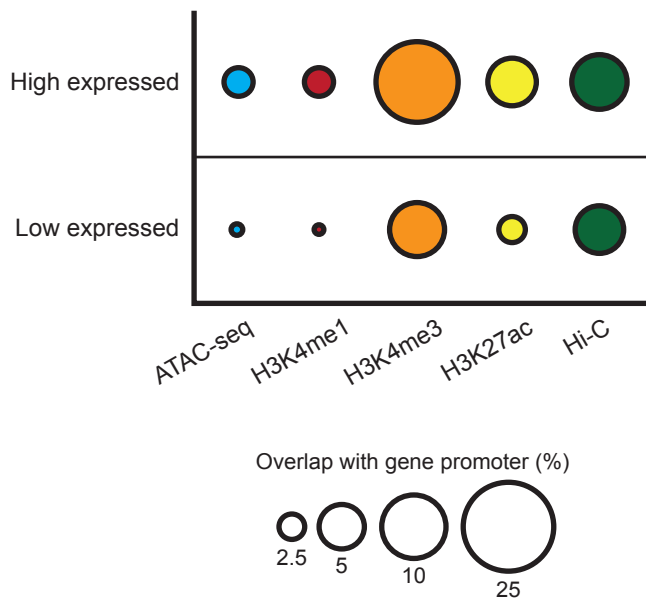 High expressed
Low expressed
ATAC-seq
H3K4me1
H3K4me3
H3K27ac
Hi-C
Overlap with gene promoter (%)
2.5
5
10
25